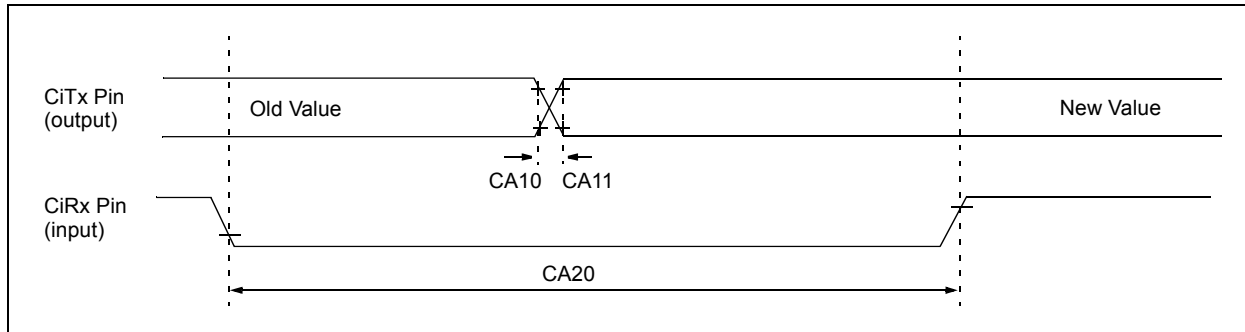 CiTx Pin
(output)
Old Value
New Value
CA10 CA11
CiRx Pin
(input)
CA20